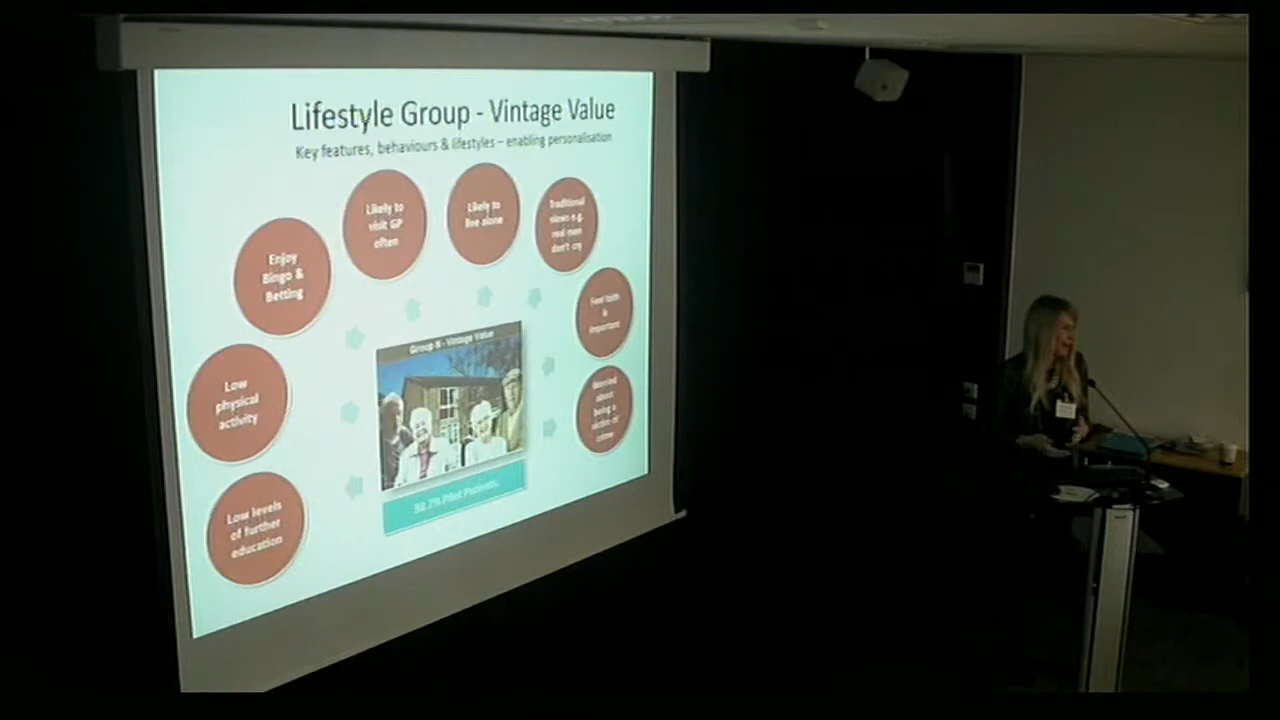 Lifestyle Group - Vintage Value
Key features, behaviours & lifestyles – enabling personalisation
Likely to
visit GP
often
Likely to
live alone
Traditional
views e.g.
real men
don't cry
Enjoy
Bingo &
Betting
Feel faith
is
important
Low
physical
activity
Worried
about
being a
victim of
crime
Low levels
of further
education
Group N - Vintage Value
Pilot Patients